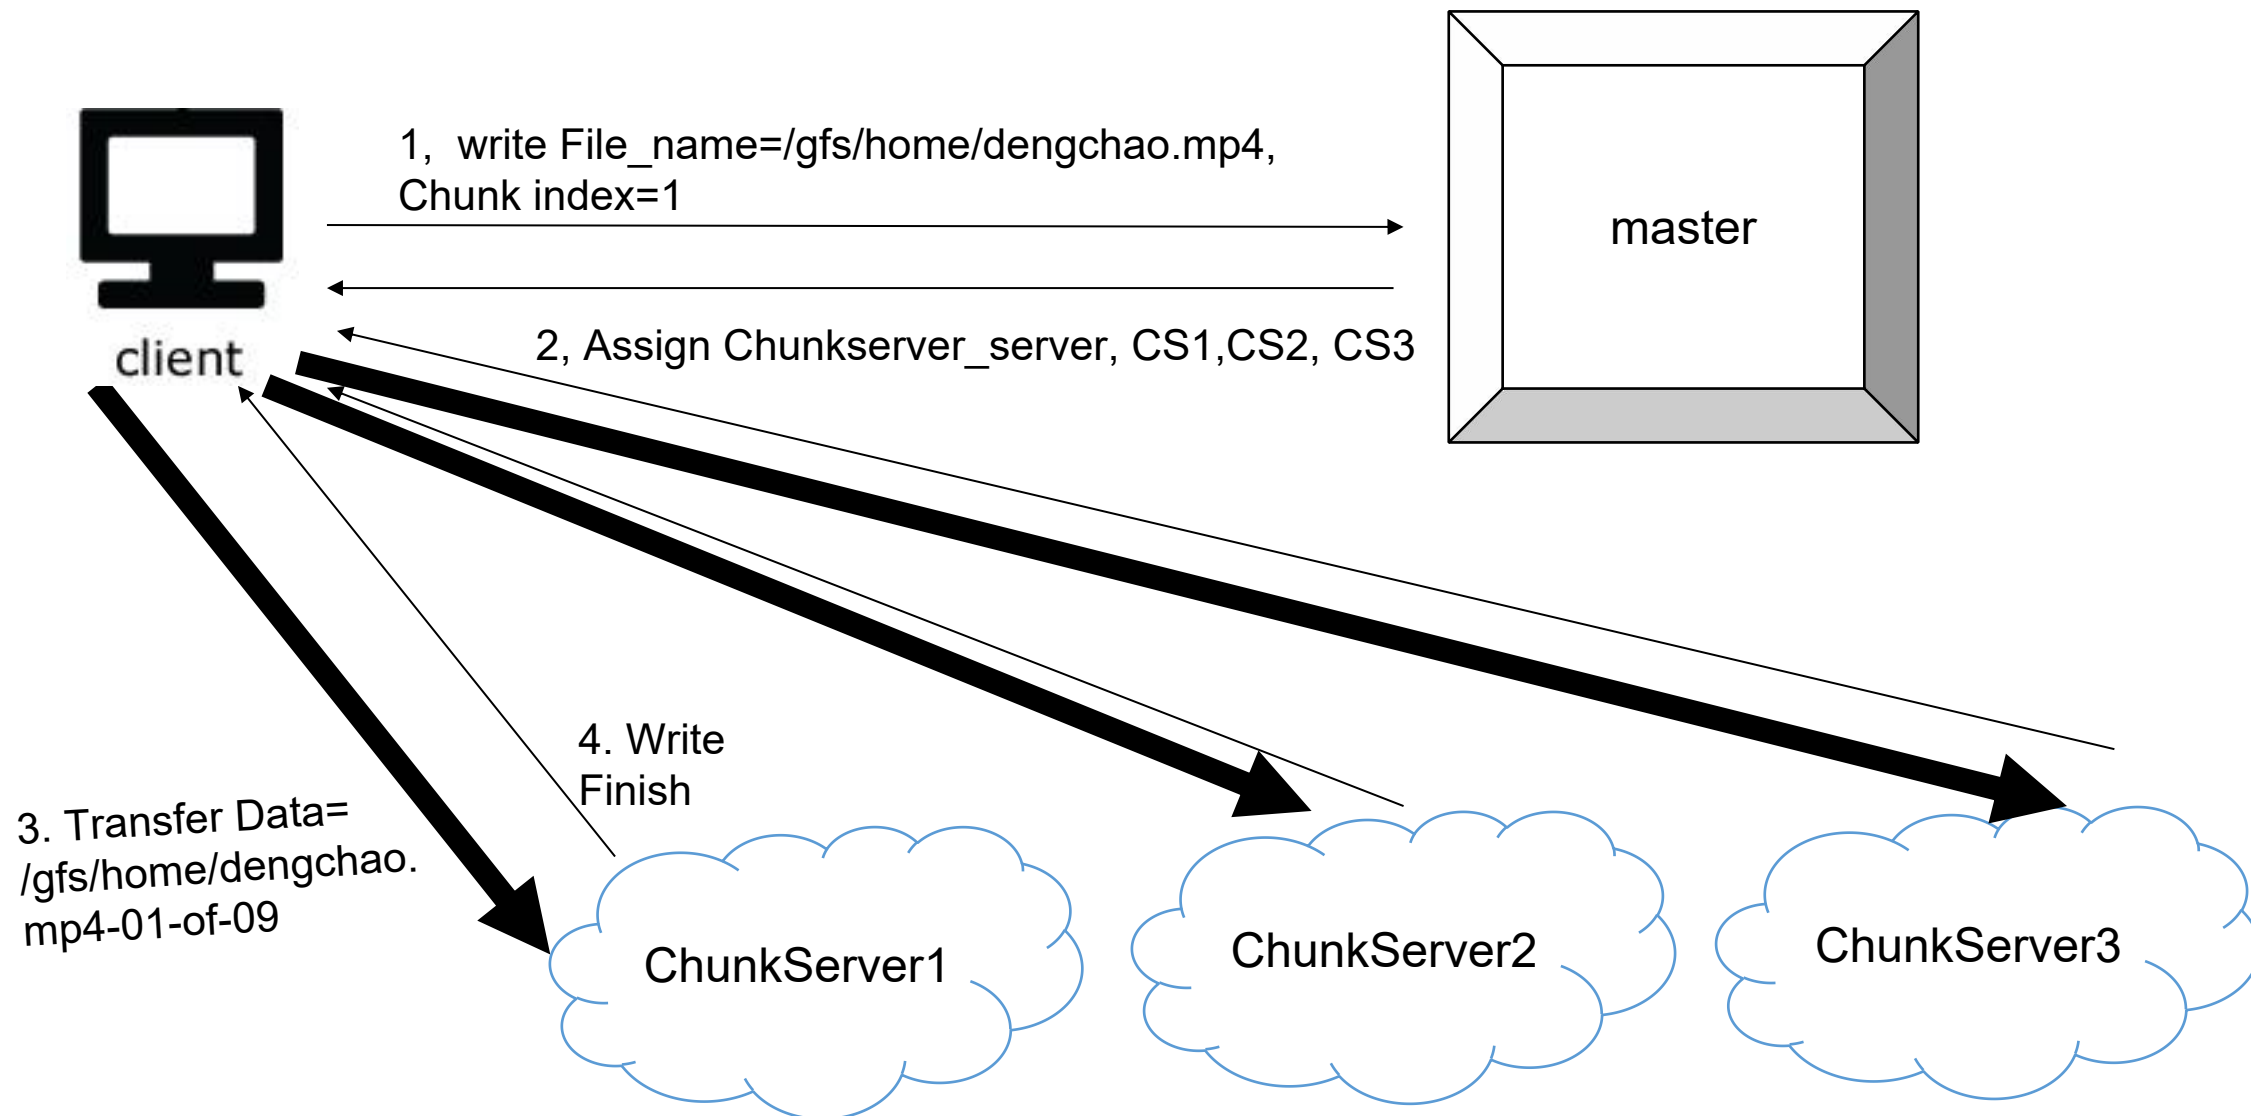 1,  write File_name=/gfs/home/dengchao.mp4,
Chunk index=1
master
client
2, Assign Chunkserver_server, CS1,CS2, CS3
4. Write
Finish
3. Transfer Data=
/gfs/home/dengchao.
mp4-01-of-09
ChunkServer1
ChunkServer2
ChunkServer3